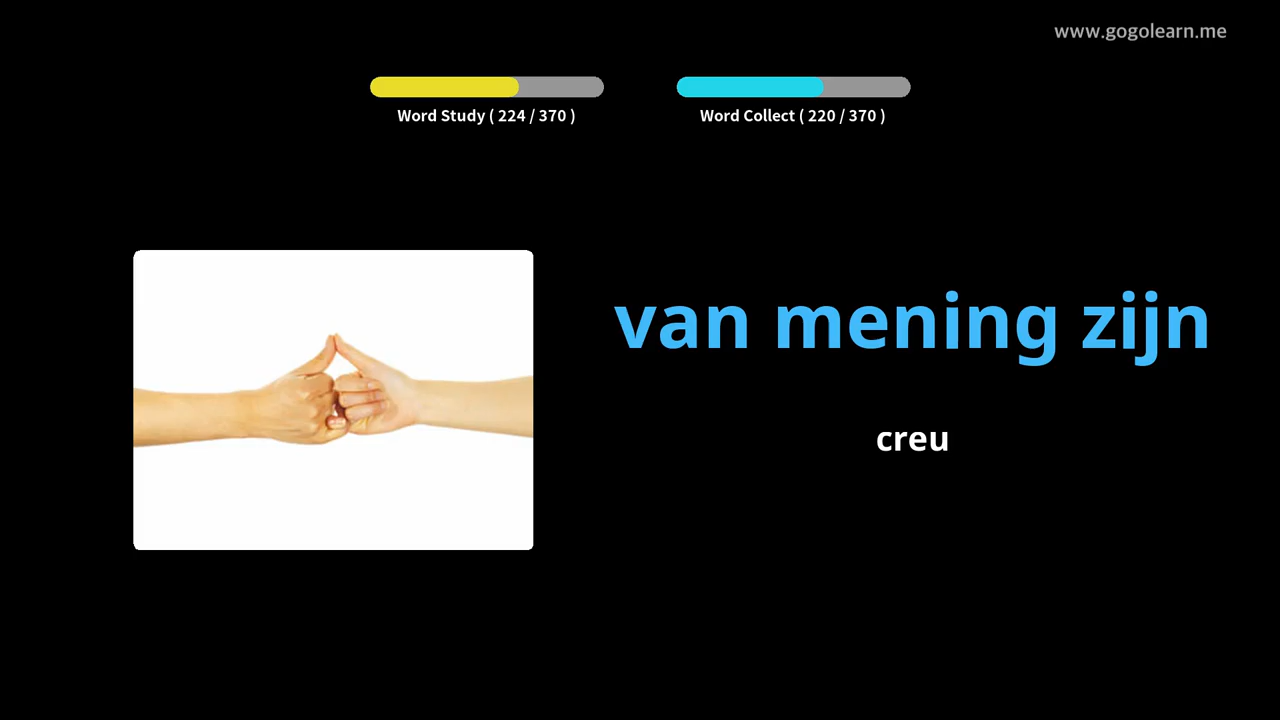 www.gogolearn.me
Word Study ( 224 / 370 )
Word Collect ( 220 / 370 )
van mening zijn
creu